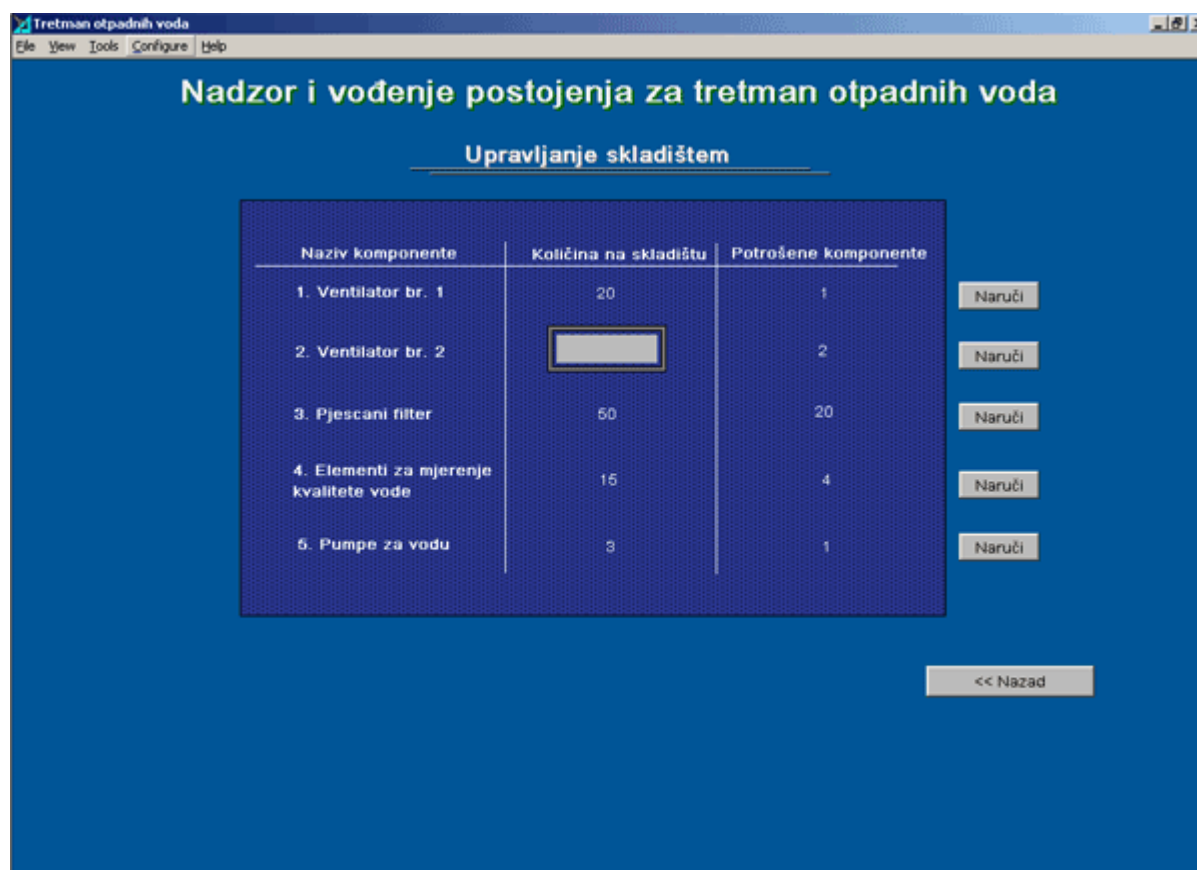 Tretman otpadnih voda
File View Tools Configure Help
Nadzor i vođenje postojenja za tretman otpadnih voda
Upravljanje skladištem
Naziv komponente Količina na skladištu Potrošene komponente
1. Ventilator br. 1 20 1 Naruči
2. Ventilator br. 2 2 Naruči
3. Pjescani filter 50 20 Naruči
4. Elementi za mjerenje
kvalitete vode 15 4 Naruči
5. Pumpe za vodu 3 1 Naruči
<< Nazad